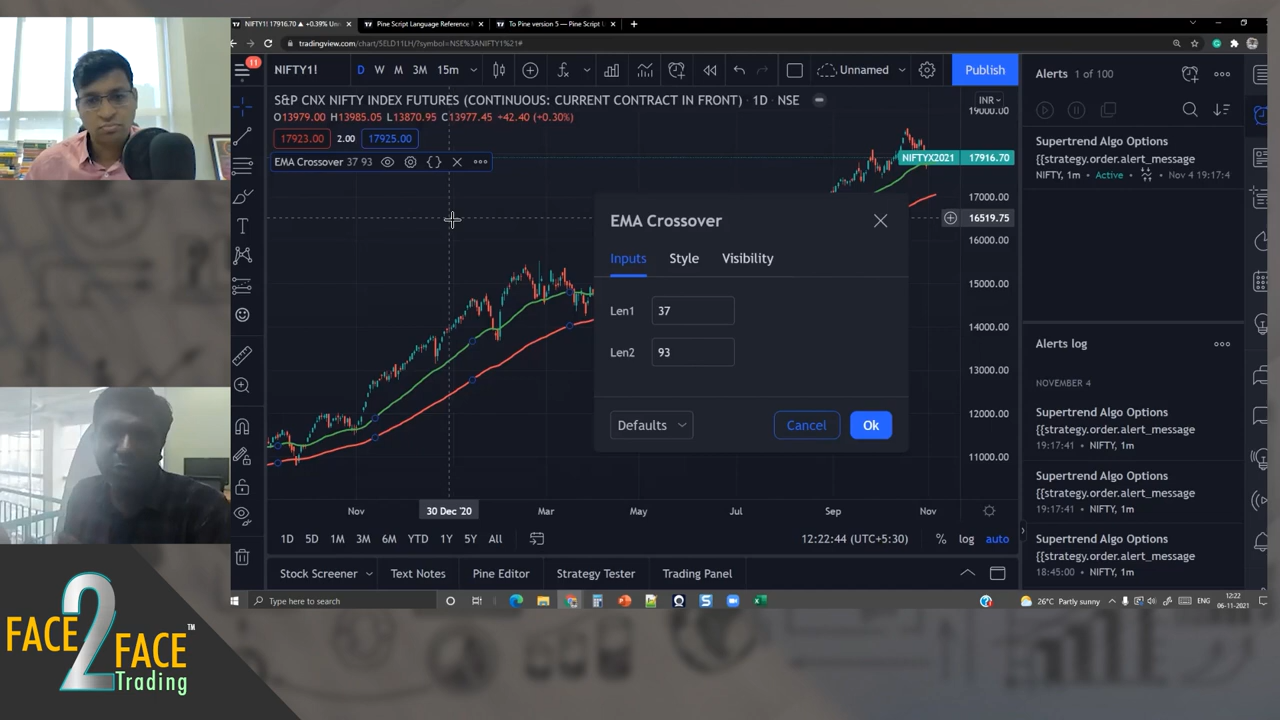 NIFTY1! 17916.70 ▲ +0.39% Un
Pine Script Language Reference
To Pine version 5 — Pine Script
tradingview.com/chart/5ELD11LH/?symbol=NSE%3ANIFTY1%21#
11
NIFTY1!
D W M 3M 15m
Unnamed
Publish
Alerts 1 of 100
S&P CNX NIFTY INDEX FUTURES (CONTINUOUS: CURRENT CONTRACT IN FRONT) · 1D · NSE
INR
O13979.00 H13985.05 L13870.95 C13977.45 +42.40 (+0.30%)
17923.00 2.00 17925.00
EMA Crossover 37 93
19000.00
NIFTYX2021 17916.70
17000.00
16519.75
16000.00
15000.00
14000.00
13000.00
12000.00
11000.00
EMA Crossover
Inputs Style Visibility
Len1 37
Len2 93
Defaults Cancel Ok
Nov 30 Dec '20 Mar May Jul Sep Nov
1D 5D 1M 3M 6M YTD 1Y 5Y All
12:22:44 (UTC+5:30) % log auto
Stock Screener Text Notes Pine Editor Strategy Tester Trading Panel
Supertrend Algo Options
{{strategy.order.alert_message
NIFTY, 1m • Active • Nov 4 19:17:4
Alerts log
NOVEMBER 4
Supertrend Algo Options
{{strategy.order.alert_message
19:17:41 • NIFTY, 1m
Supertrend Algo Options
{{strategy.order.alert_message
19:17:41 • NIFTY, 1m
Supertrend Algo Options
{{strategy.order.alert_message
18:45:00 • NIFTY, 1m
Type here to search
26°C Partly sunny
ENG
12:22
06-11-2021
FACE
2
FACE
TM
Trading